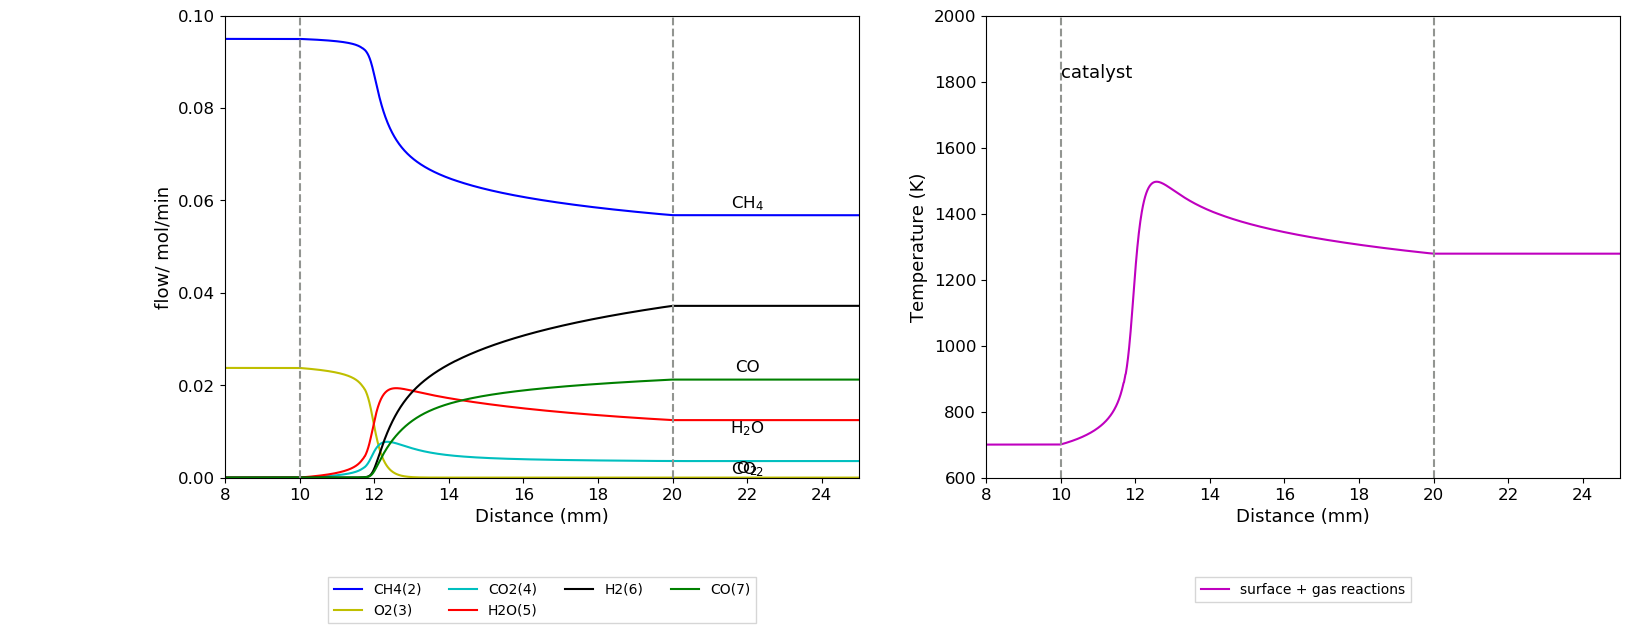 0.10
0.08
0.06
0.04
0.02
0.00
flow/ mol/min
CH₄
CO
H₂O
O₂
CO₂
8 10 12 14 16 18 20 22 24
Distance (mm)
CH4(2) CO2(4) H2(6) CO(7)
O2(3) H2O(5)
2000
1800
1600
1400
1200
1000
800
600
Temperature (K)
catalyst
8 10 12 14 16 18 20 22 24
Distance (mm)
surface + gas reactions